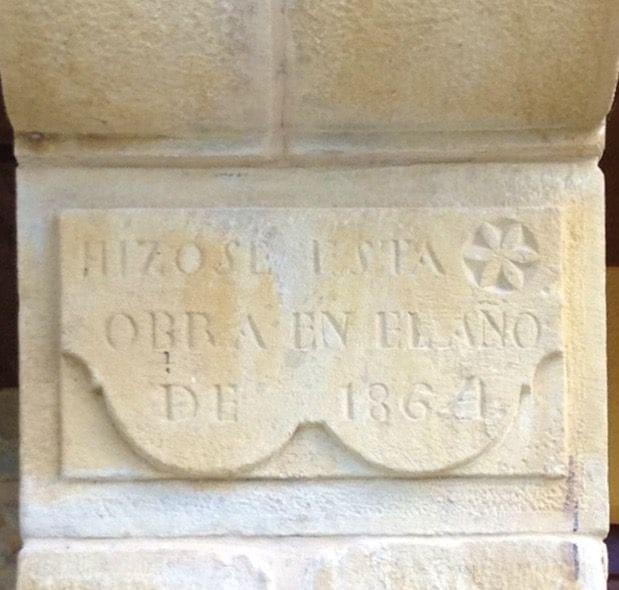 HIZOSE ESTA
OBRA EN EL AÑO
DE 1864